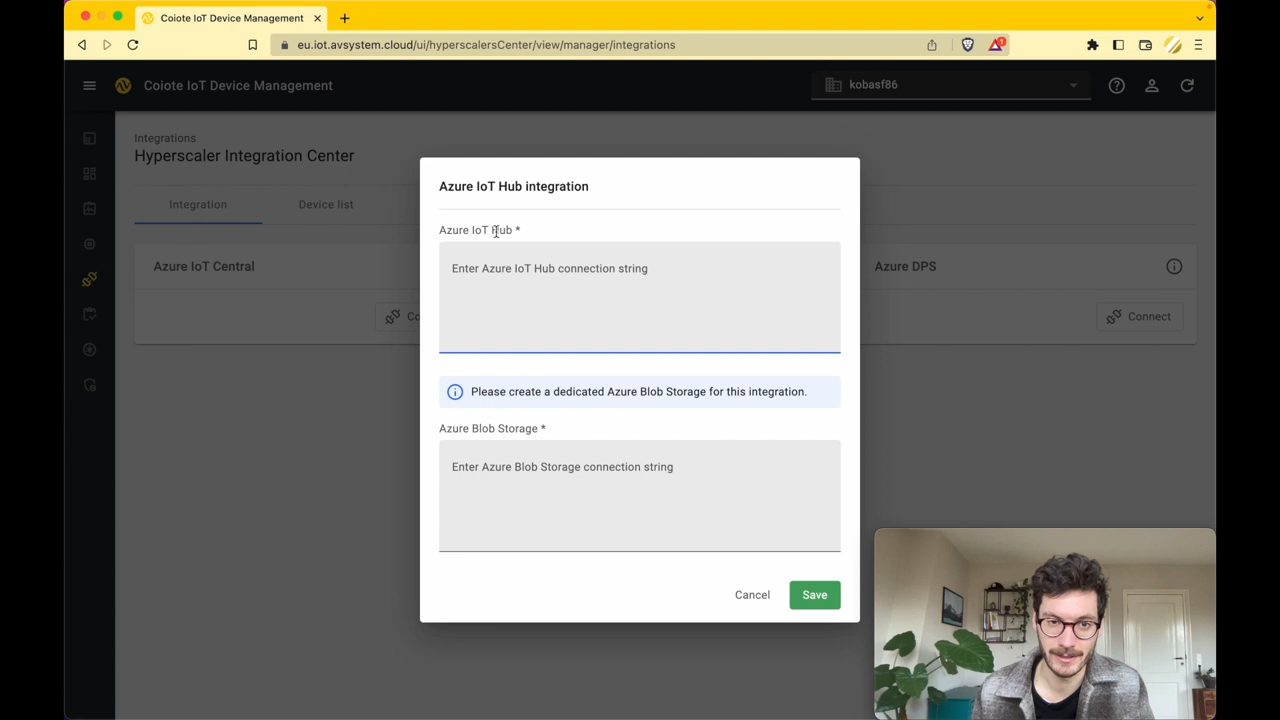 Coiote IoT Device Management
eu.iot.avsystem.cloud/ui/hyperscalersCenter/view/manager/integrations
1
Coiote IoT Device Management
kobasf86
Integrations
Hyperscaler Integration Center
Integration
Device list
Azure IoT Central
Azure DPS
Co
Connect
Azure IoT Hub integration
Azure IoT Hub *
Enter Azure IoT Hub connection string
Please create a dedicated Azure Blob Storage for this integration.
Azure Blob Storage *
Enter Azure Blob Storage connection string
Cancel
Save